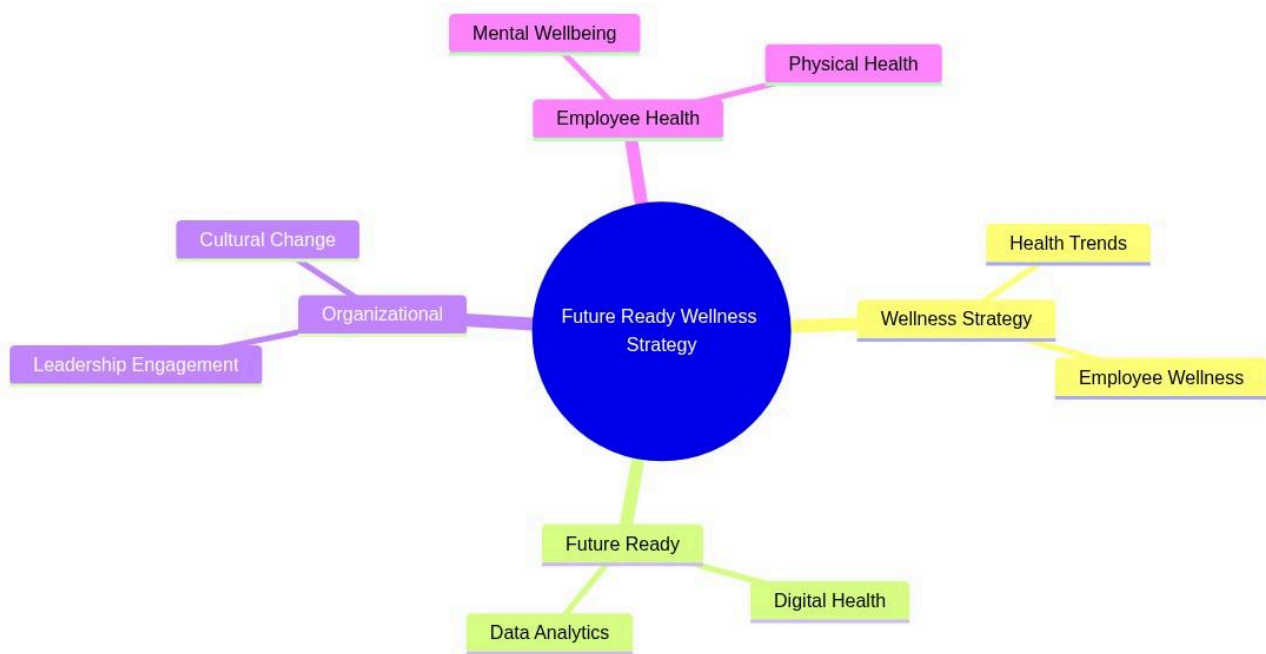 Mental Wellbeing
Physical Health
Employee Health
Cultural Change
Health Trends
Organizational
Future Ready Wellness
Strategy
Wellness Strategy
Leadership Engagement
Employee Wellness
Future Ready
Digital Health
Data Analytics